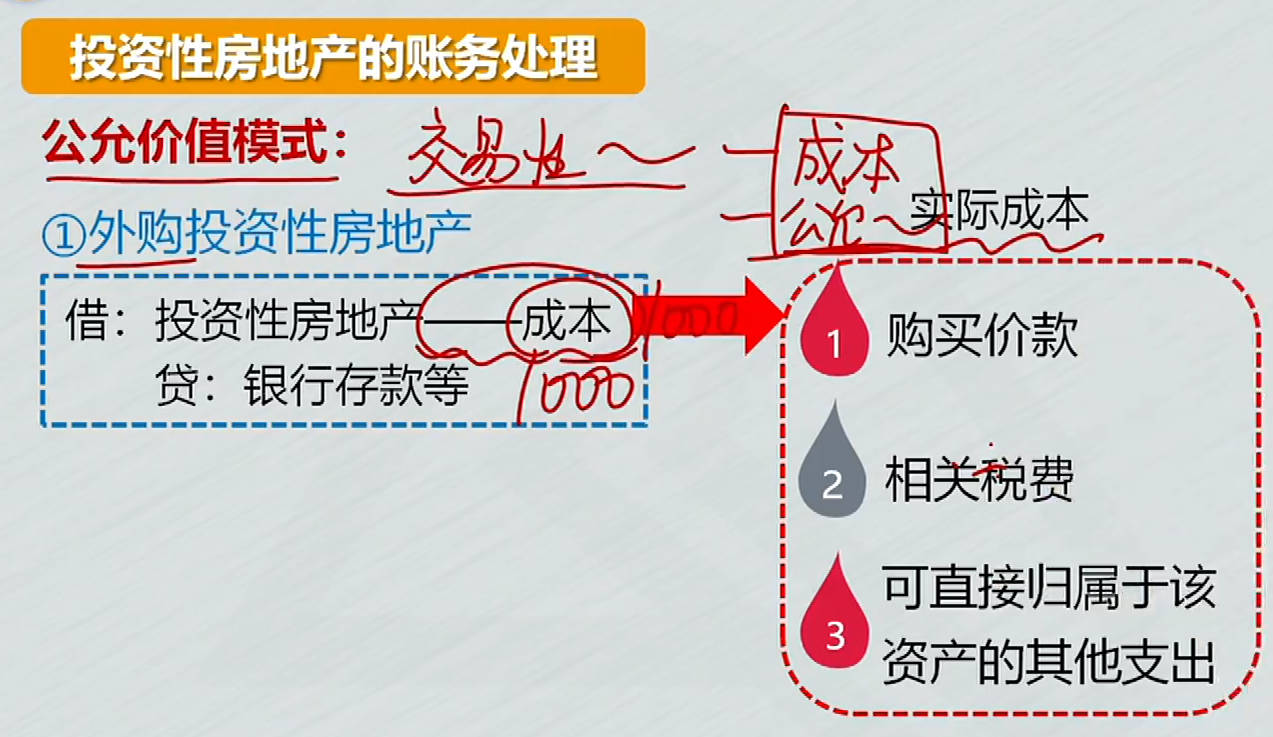 投资性房地产的账务处理
公允价值模式：
交易性～
成本
公允～
实际成本
①外购投资性房地产
借：投资性房地产——成本
1000
贷：银行存款等
1000
1
购买价款
2
相关税费
3
可直接归属于该
资产的其他支出